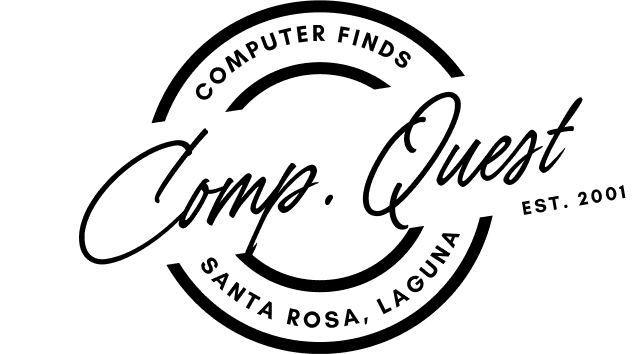 COMPUTER FINDS
Comp. Quest
EST. 2001
SANTA ROSA, LAGUNA